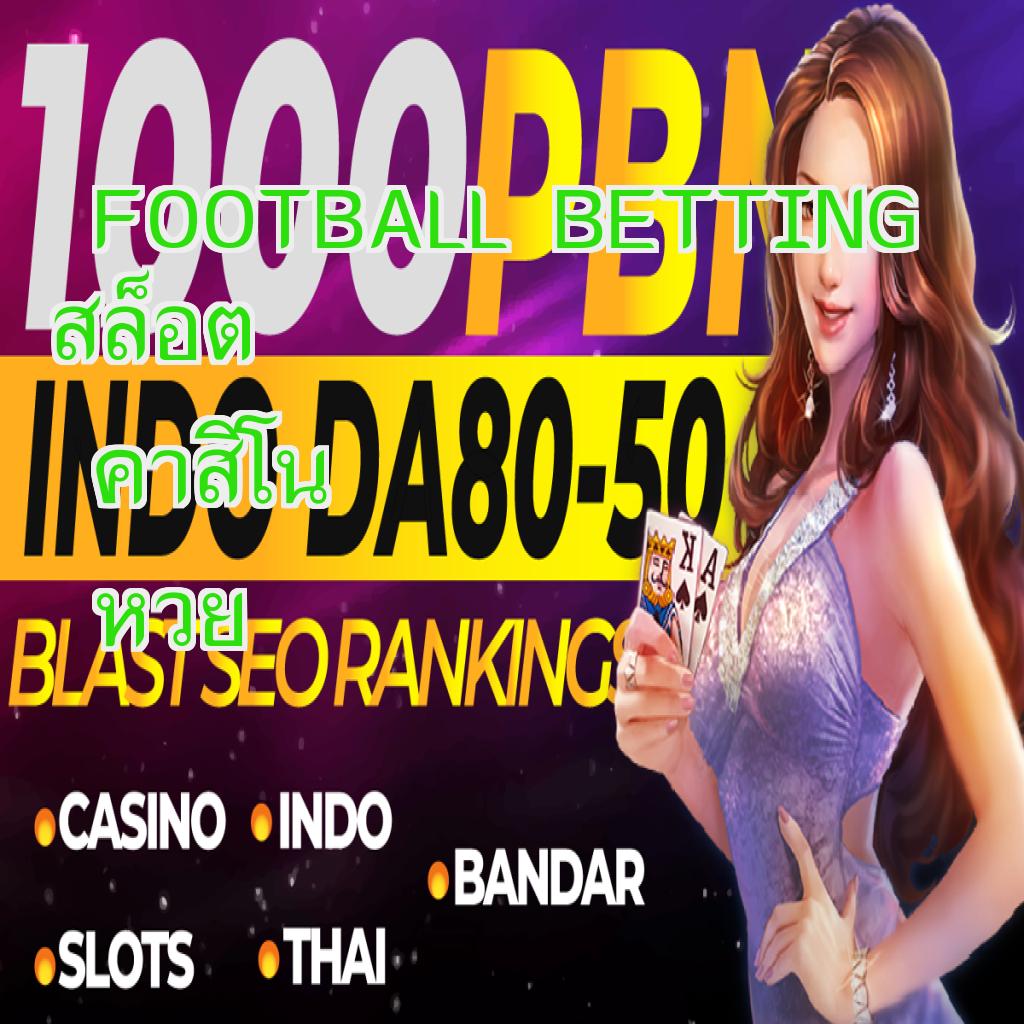 1000PBN
FOOTBALL BETTING
สล็อต
INDO DA80-50
คาสิโน
หวย
BLAST SEO RANKINGS
CASINO
INDO
BANDAR
SLOTS
THAI
K
A